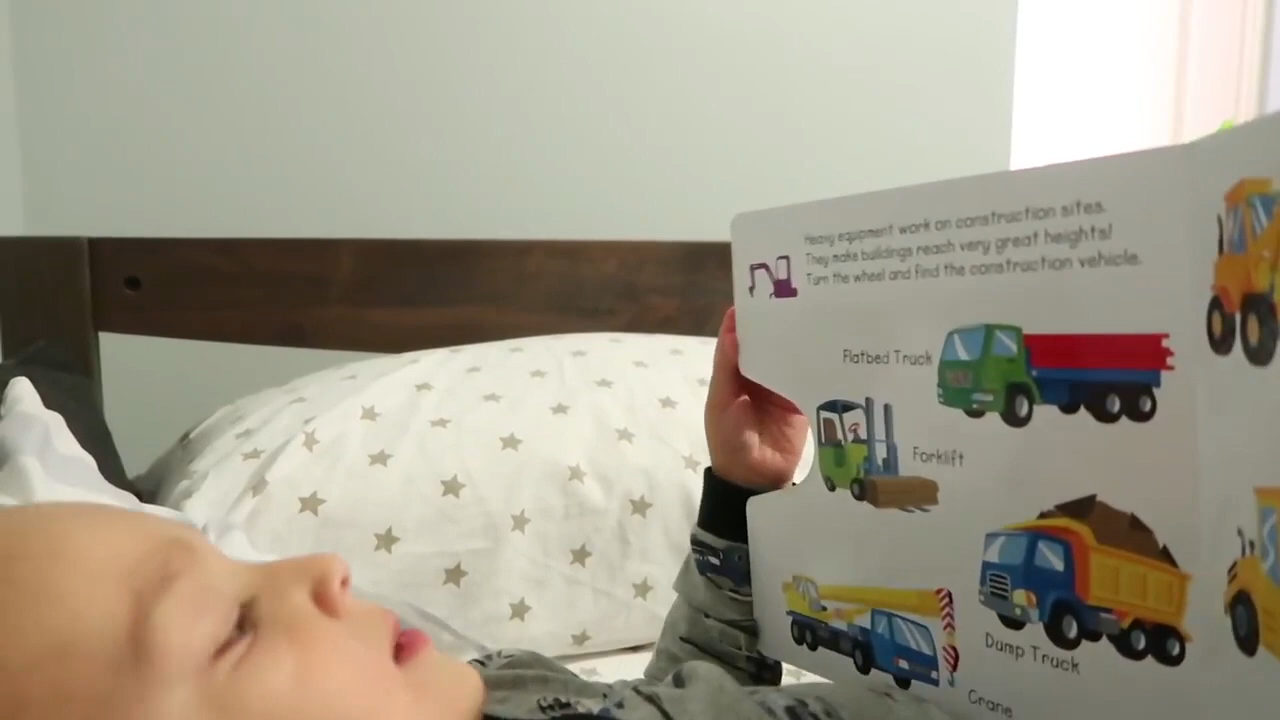 Heavy equipment work on construction sites.
They make buildings reach very great heights!
Turn the wheel and find the construction vehicle.
Flatbed Truck
Forklift
Dump Truck
Crane